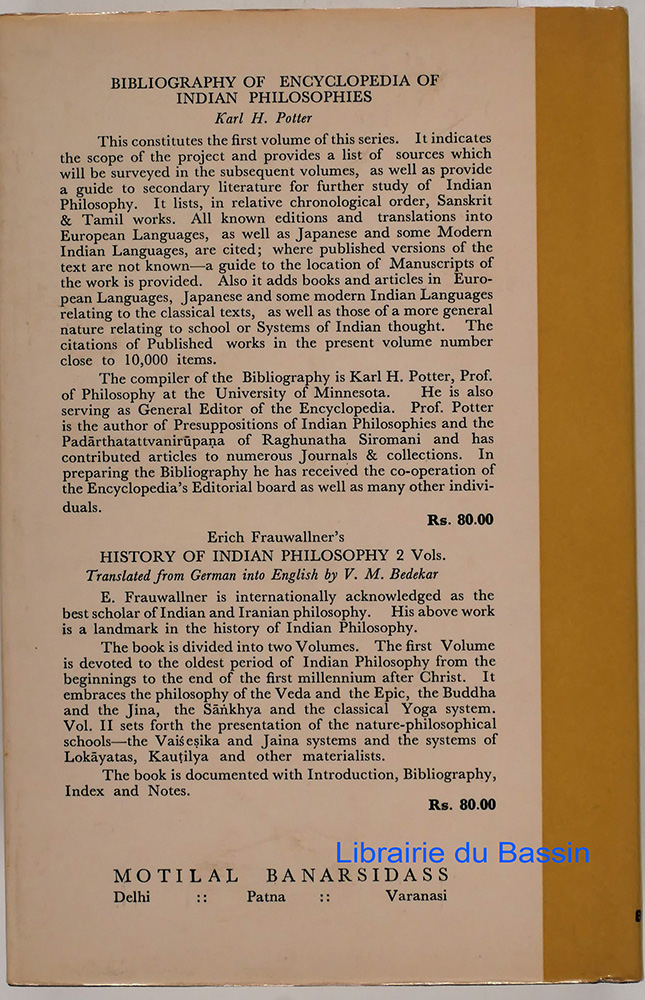 BIBLIOGRAPHY OF ENCYCLOPEDIA OF
INDIAN PHILOSOPHIES
Karl H. Potter
This constitutes the first volume of this series. It indicates
the scope of the project and provides a list of sources which
will be surveyed in the subsequent volumes, as well as provide
a guide to secondary literature for further study of Indian
Philosophy. It lists, in relative chronological order, Sanskrit
& Tamil works. All known editions and translations into
European Languages, as well as Japanese and some Modern
Indian Languages, are cited; where published versions of the
text are not known—a guide to the location of Manuscripts of
the work is provided. Also it adds books and articles in Euro-
pean Languages, Japanese and some modern Indian Languages
relating to the classical texts, as well as those of a more general
nature relating to school or Systems of Indian thought. The
citations of Published works in the present volume number
close to 10,000 items.
The compiler of the Bibliography is Karl H. Potter, Prof.
of Philosophy at the University of Minnesota. He is also
serving as General Editor of the Encyclopedia. Prof. Potter
is the author of Presuppositions of Indian Philosophies and the
Padārthatattvanirūpaṇa of Raghunatha Siromani and has
contributed articles to numerous Journals & collections. In
preparing the Bibliography he has received the co-operation of
the Encyclopedia's Editorial board as well as many other indivi-
duals.
Rs. 80.00
Erich Frauwallner's
HISTORY OF INDIAN PHILOSOPHY 2 Vols.
Translated from German into English by V. M. Bedekar
E. Frauwallner is internationally acknowledged as the
best scholar of Indian and Iranian philosophy. His above work
is a landmark in the history of Indian Philosophy.
The book is divided into two Volumes. The first Volume
is devoted to the oldest period of Indian Philosophy from the
beginnings to the end of the first millennium after Christ. It
embraces the philosophy of the Veda and the Epic, the Buddha
and the Jina, the Sāṅkhya and the classical Yoga system.
Vol. II sets forth the presentation of the nature-philosophical
schools—the Vaiśeṣika and Jaina systems and the systems of
Lokāyatas, Kauṭilya and other materialists.
The book is documented with Introduction, Bibliography,
Index and Notes.
Rs. 80.00
Librairie du Bassin
MOTILAL BANARSIDASS
Delhi :: Patna :: Varanasi